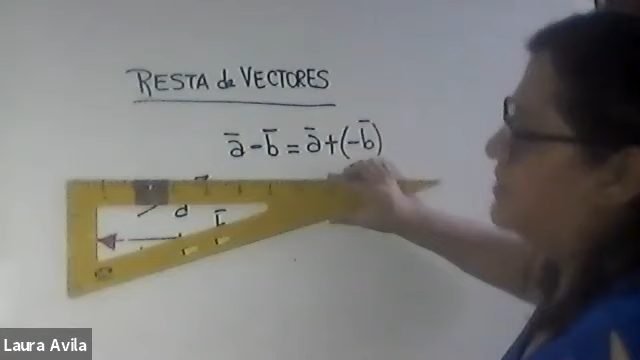 RESTA de VECTORES
a̅ - b̅ = a̅ + (-b̅)
Laura Avila